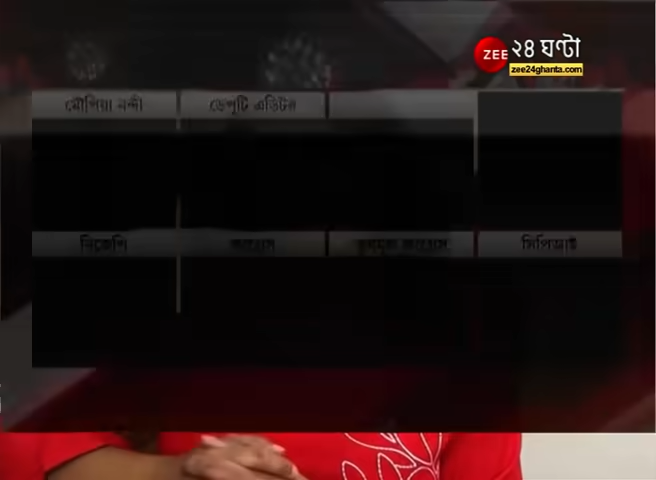 ZEE ২৪ ঘণ্টা
zee24ghanta.com
মৌপিয়া নন্দী
ডেপুটি এডিটর
বিজেপি
কংগ্রেস
তৃণমূল কংগ্রেস
সিপিআই